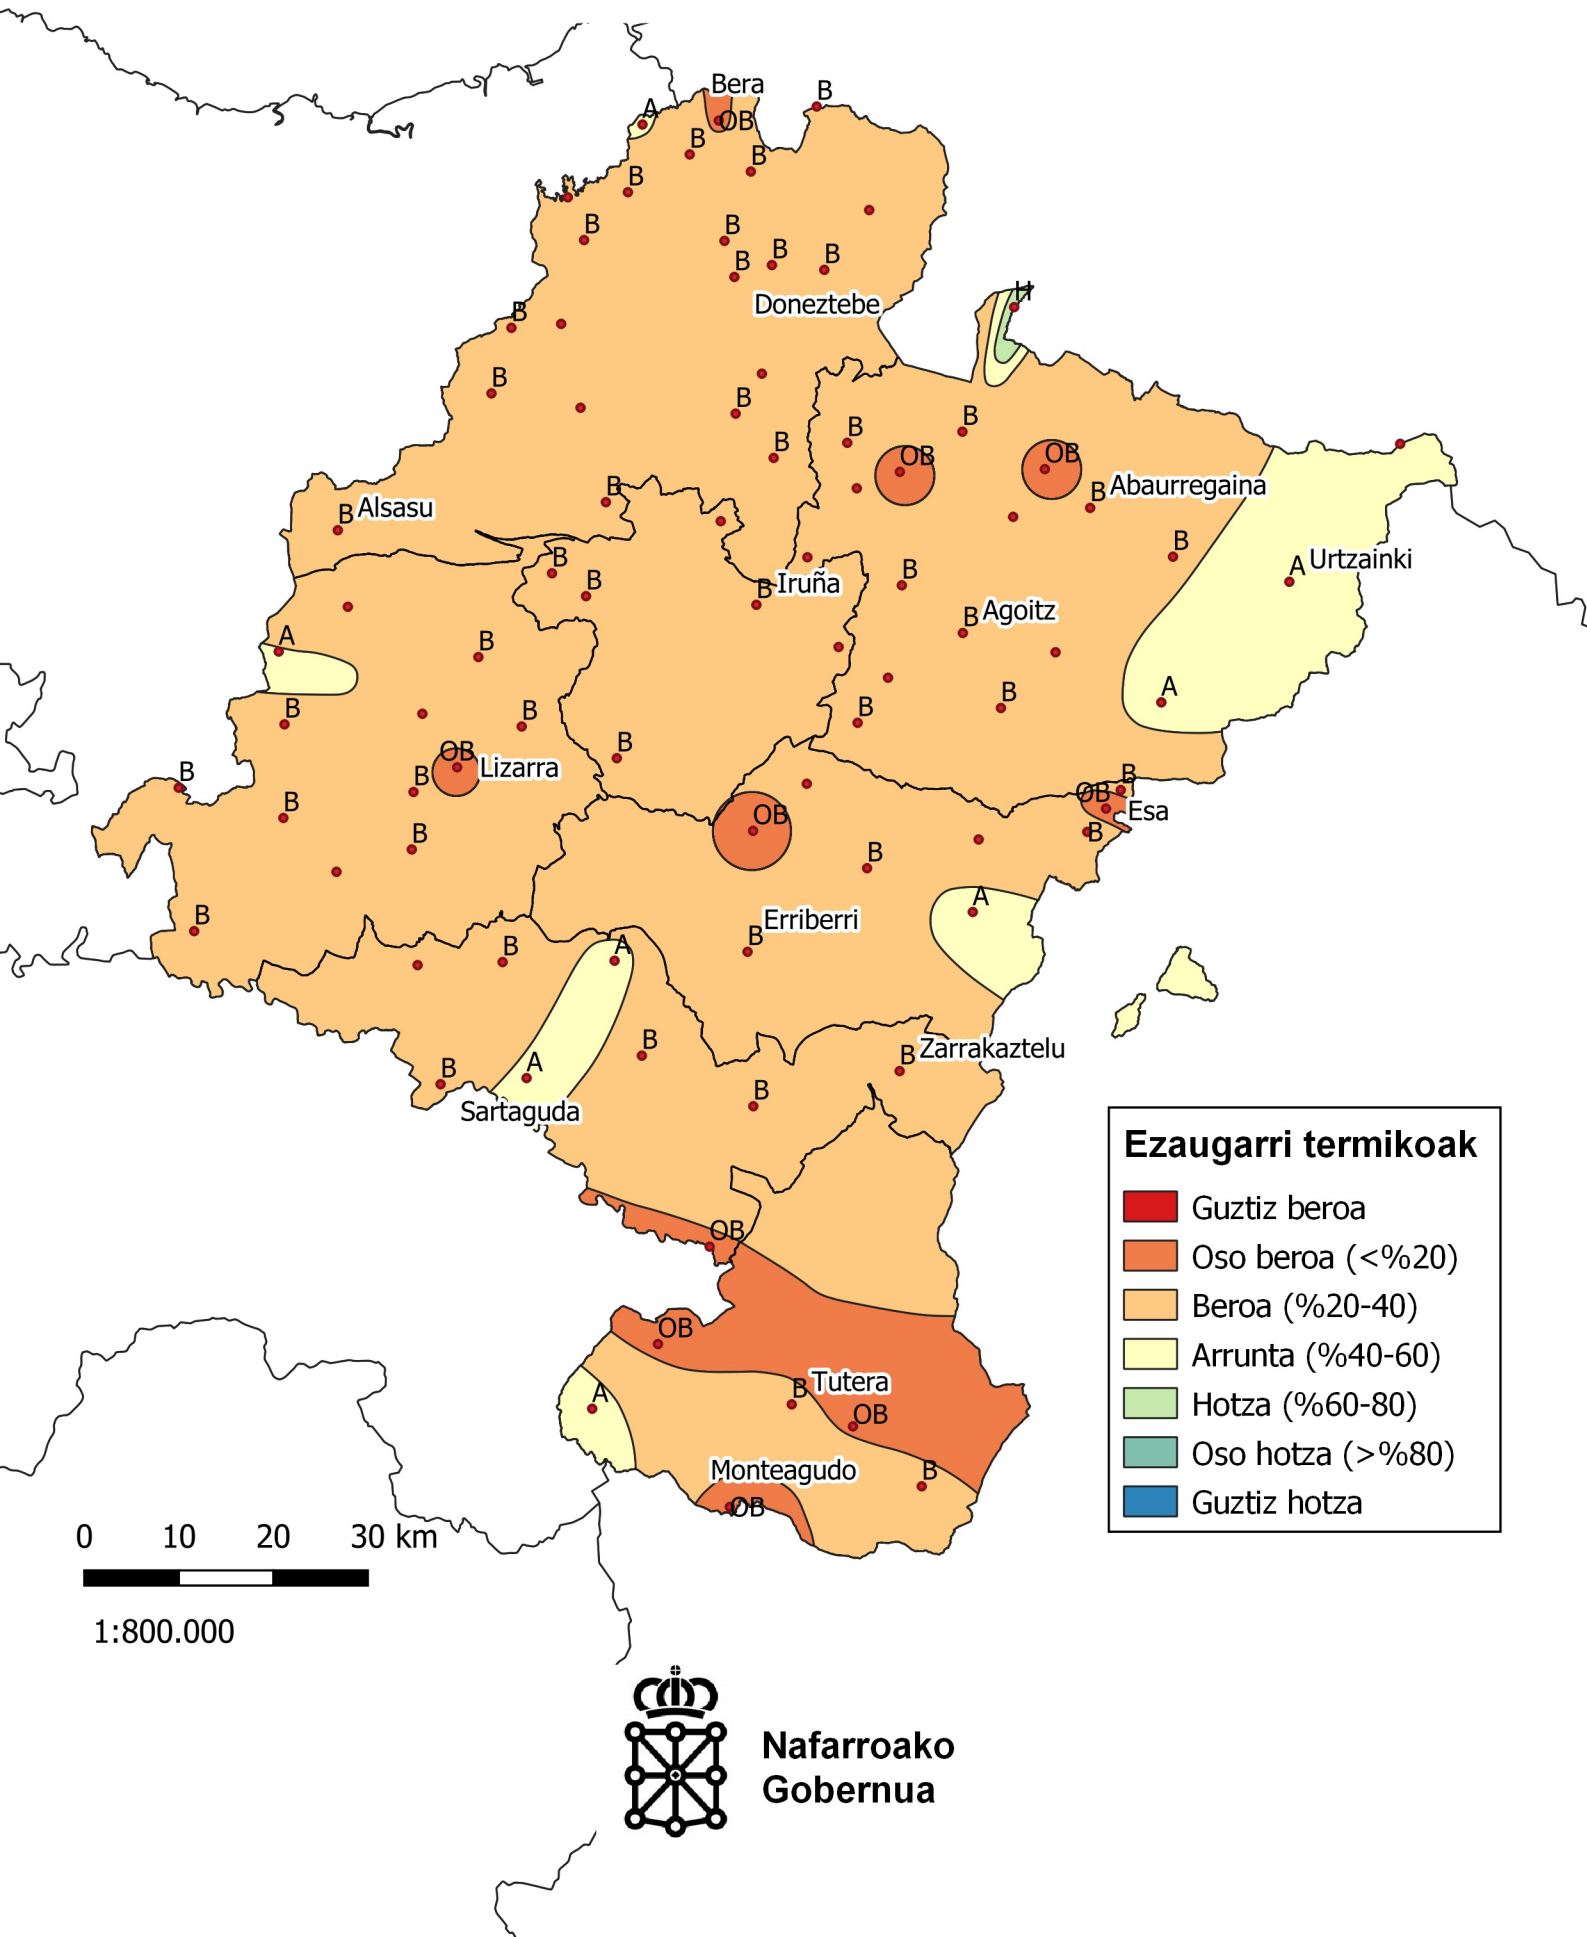 Bera
B
A
OB
B
B
B
B
B
B
B
B
Doneztebe
H
B
B
B
B
B
B
OB
OB
B
Abaurregaina
B
B
Alsasu
B
B
A
Urtzainki
B
Iruña
B
B
B
Agoitz
A
B
A
B
B
B
B
B
OB
Lizarra
B
B
B
OB
Esa
B
B
OB
B
B
A
B
Erriberri
B
B
A
B
B
Zarrakaztelu
B
A
B
Sartaguda
OB
OB
A
B
Tutera
OB
Monteagudo
B
OB
Ezaugarri termikoak
Guztiz beroa
Oso beroa (<%20)
Beroa (%20-40)
Arrunta (%40-60)
Hotza (%60-80)
Oso hotza (>%80)
Guztiz hotza
0 10 20 30 km
1:800.000
Nafarroako
Gobernua